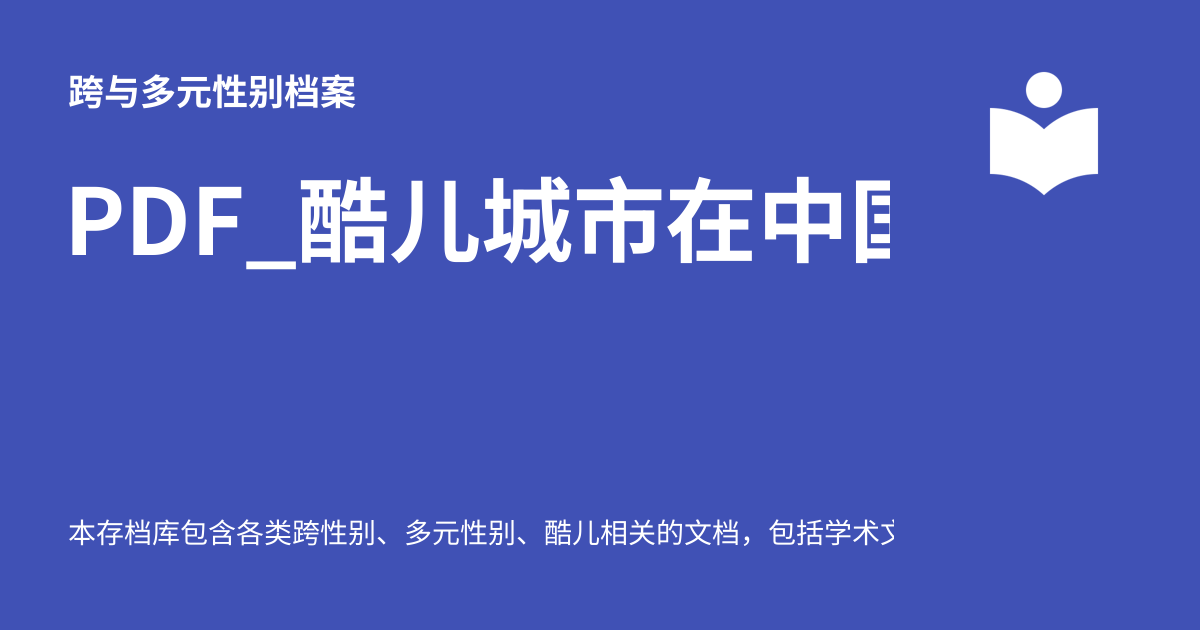 跨与多元性别档案
PDF_酷儿城市在中
本存档库包含各类跨性别、多元性别、酷儿相关的文档，包括学术